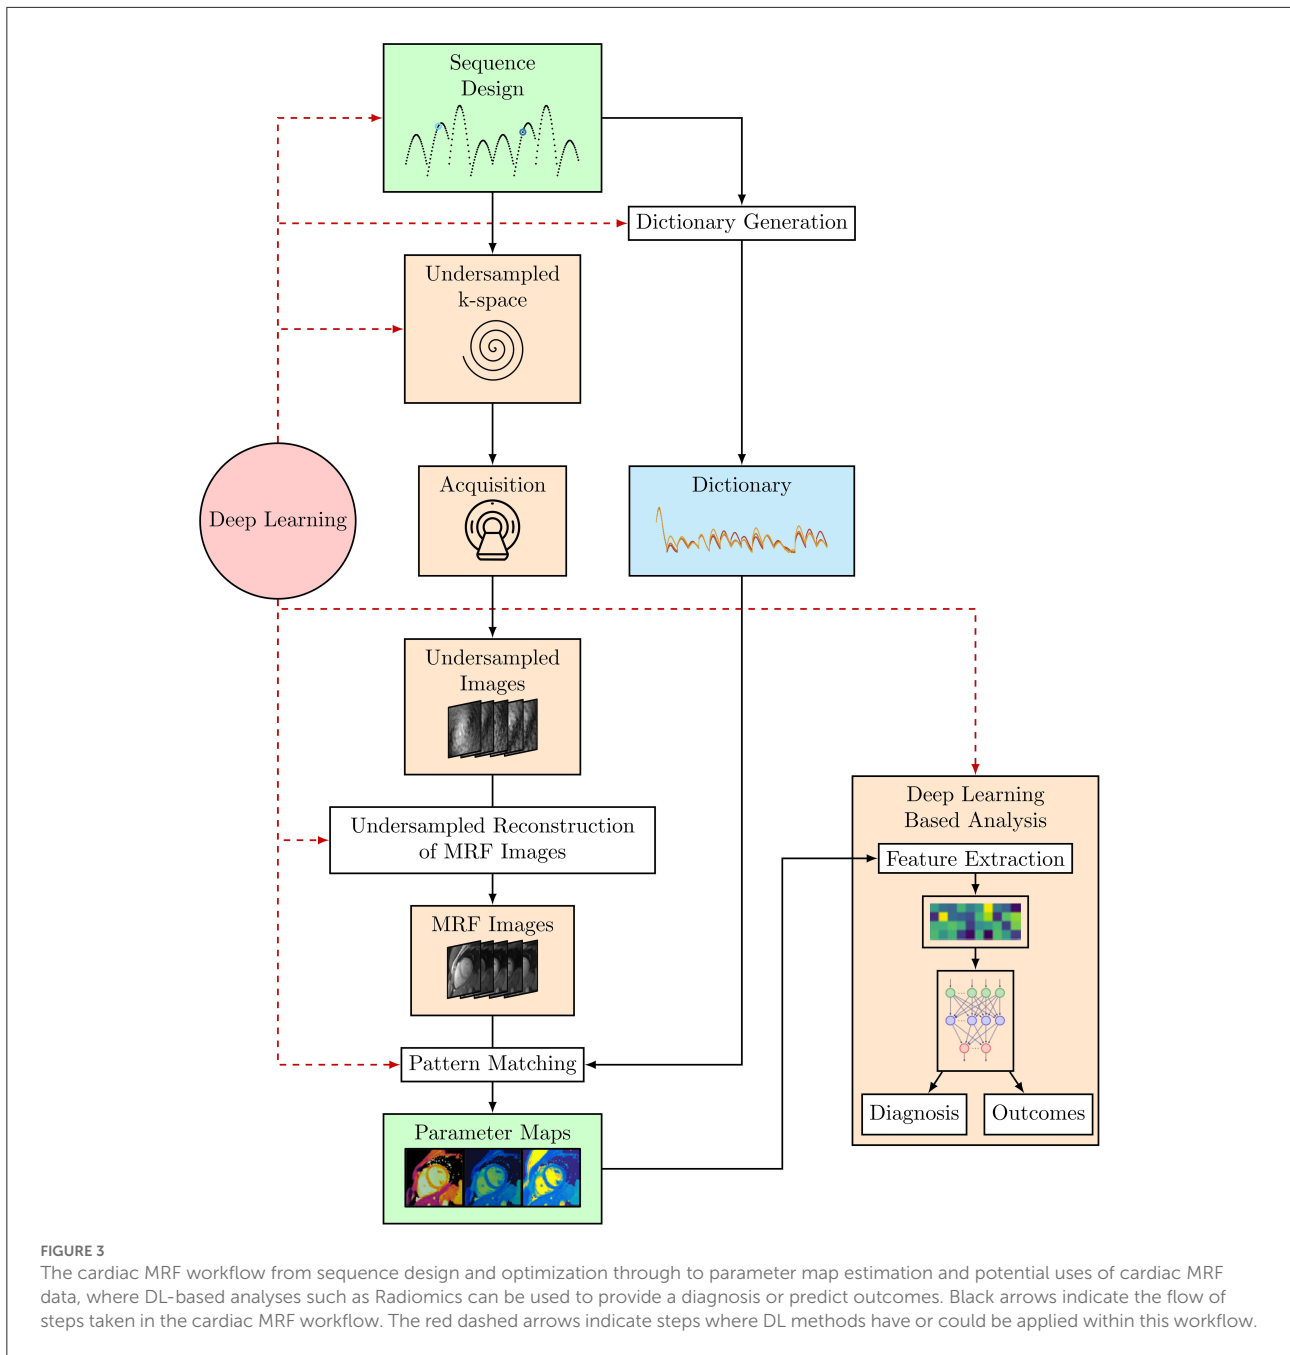 Sequence
Design
Dictionary Generation
Undersampled
k-space
Deep Learning
Acquisition
Dictionary
Undersampled
Images
Undersampled Reconstruction
of MRF Images
MRF Images
Pattern Matching
Parameter Maps
Deep Learning
Based Analysis
Feature Extraction
Diagnosis
Outcomes
FIGURE 3
The cardiac MRF workflow from sequence design and optimization through to parameter map estimation and potential uses of cardiac MRF
data, where DL-based analyses such as Radiomics can be used to provide a diagnosis or predict outcomes. Black arrows indicate the flow of
steps taken in the cardiac MRF workflow. The red dashed arrows indicate steps where DL methods have or could be applied within this workflow.